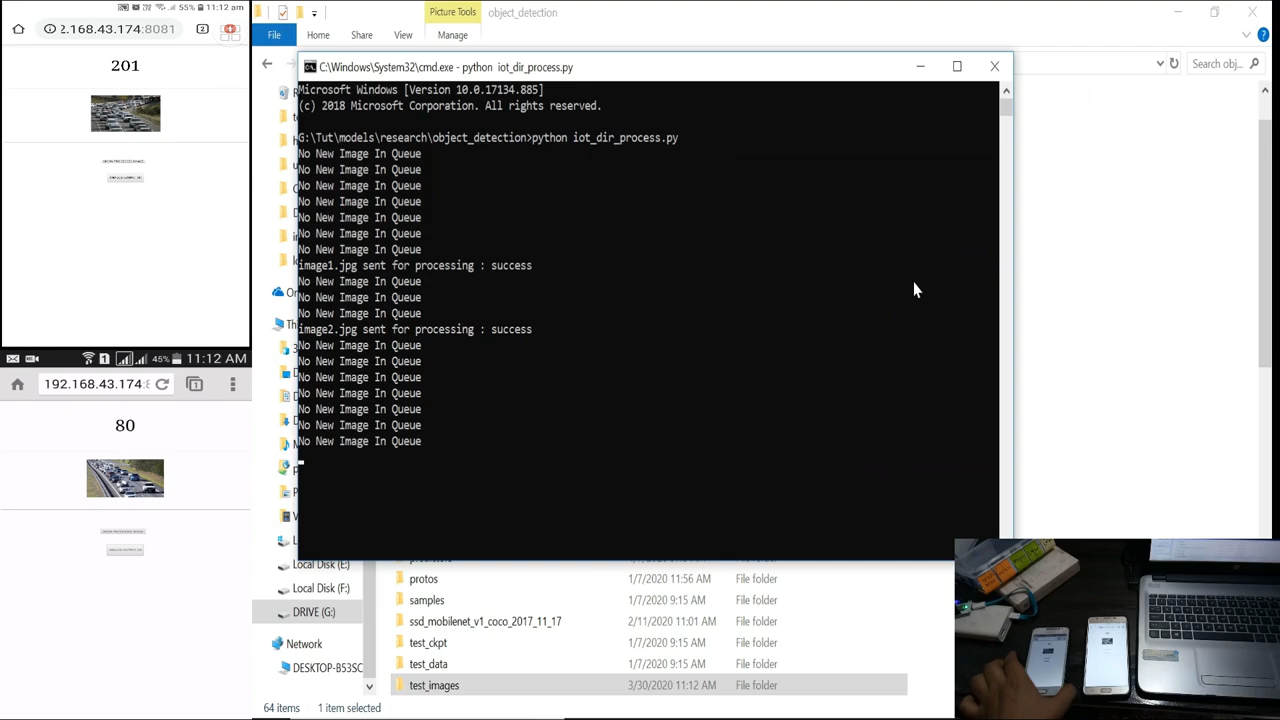 55% 11:12 am
2.168.43.174:8081
2
201
45% 11:12 AM
192.168.43.174:8
1
80
Picture Tools
object_detection
File
Home
Share
View
Manage
Search obj...
C:\Windows\System32\cmd.exe - python iot_dir_process.py
Microsoft Windows [Version 10.0.17134.885]
(c) 2018 Microsoft Corporation. All rights reserved.
G:\Tut\models\research\object_detection>python iot_dir_process.py
No New Image In Queue
No New Image In Queue
No New Image In Queue
No New Image In Queue
No New Image In Queue
No New Image In Queue
No New Image In Queue
image1.jpg sent for processing : success
No New Image In Queue
No New Image In Queue
No New Image In Queue
image2.jpg sent for processing : success
No New Image In Queue
No New Image In Queue
No New Image In Queue
No New Image In Queue
No New Image In Queue
No New Image In Queue
No New Image In Queue
Local Disk (E:)
Local Disk (F:)
DRIVE (G:)
Network
DESKTOP-B53SC
protos 1/7/2020 11:56 AM File folder
samples 1/7/2020 9:15 AM File folder
ssd_mobilenet_v1_coco_2017_11_17 2/11/2020 11:01 AM File folder
test_ckpt 1/7/2020 9:15 AM File folder
test_data 1/7/2020 9:15 AM File folder
test_images 3/30/2020 11:12 AM File folder
64 items 1 item selected